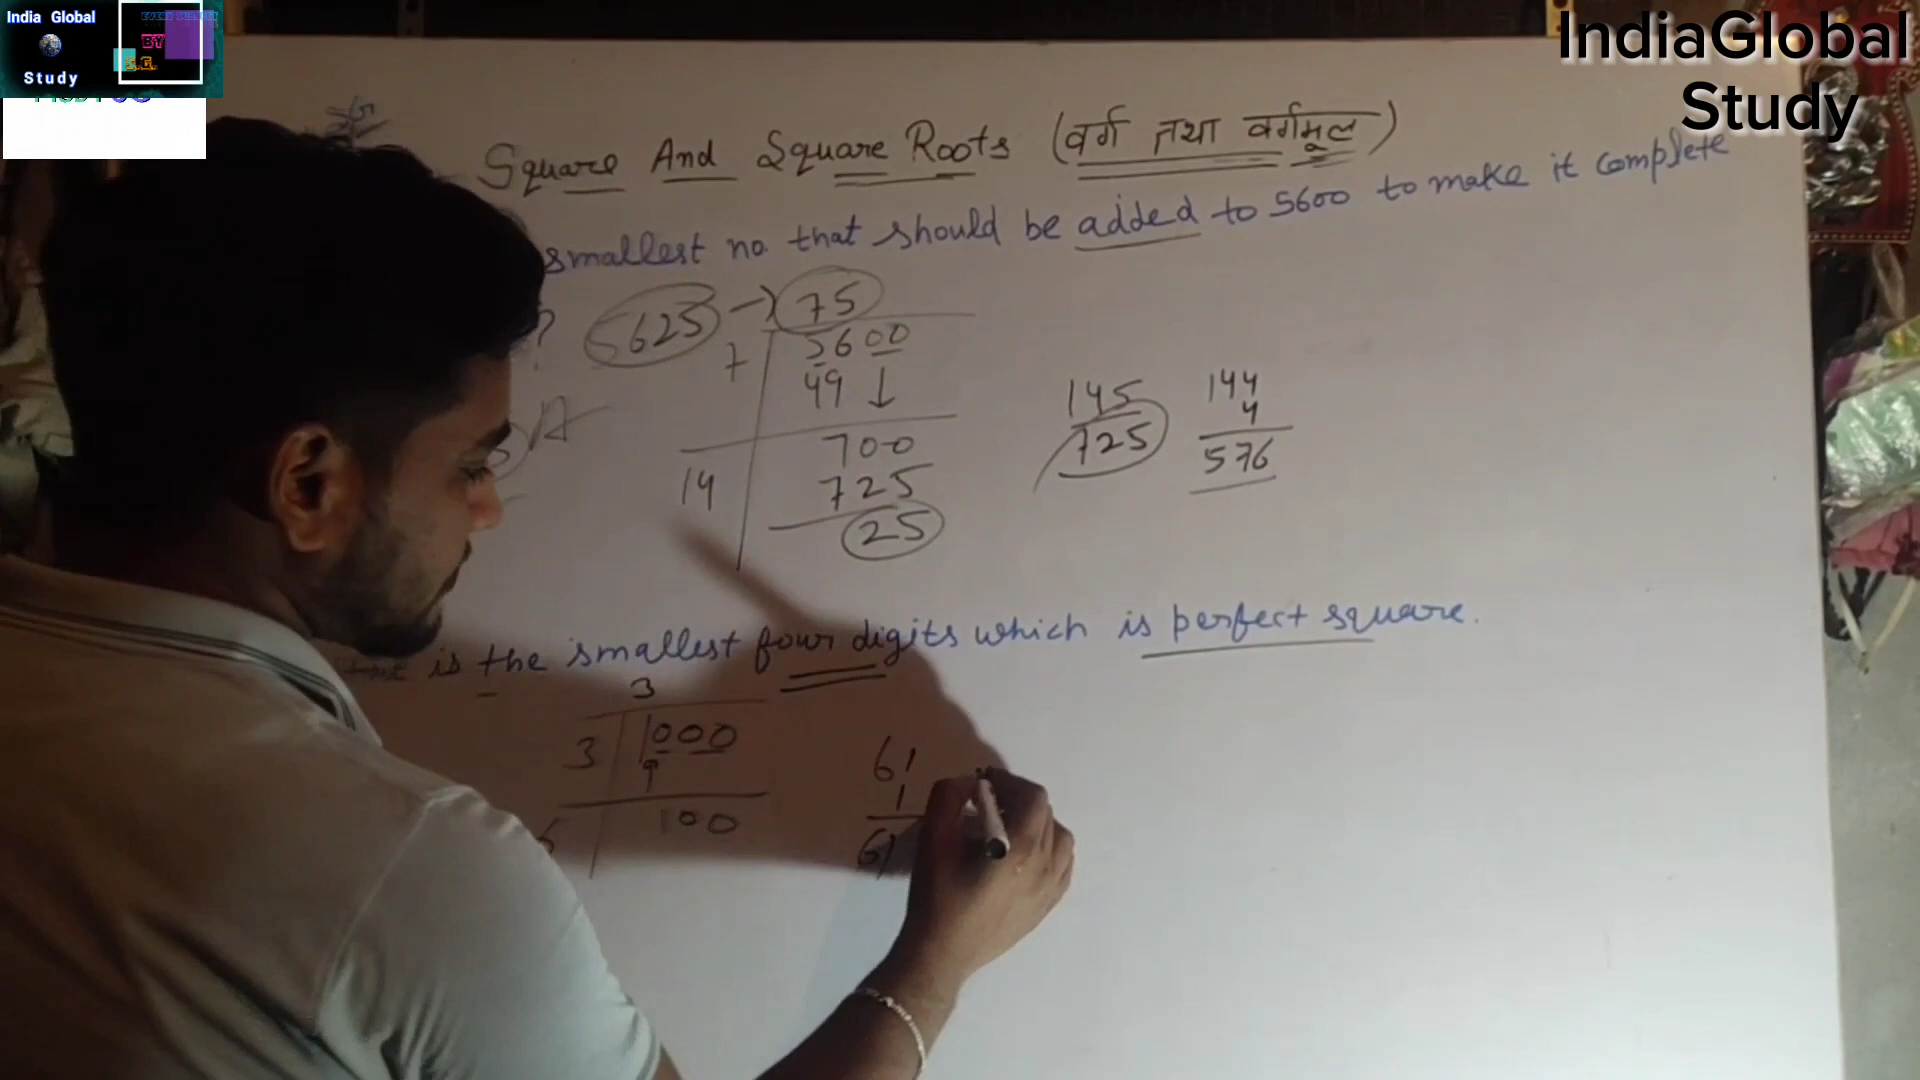 India Global
Study
BY
S.G.
IndiaGlobal
Study
Square And Square Roots (वर्ग तथा वर्गमूल)
smallest no. that should be added to 5600 to make it complete
? 5625 → 75
7 5600
49 ↓
700
14 725
25
145
725
144
4
576
is the smallest four digits which is perfect square.
3
3 1000
9
6 100
61
1
61